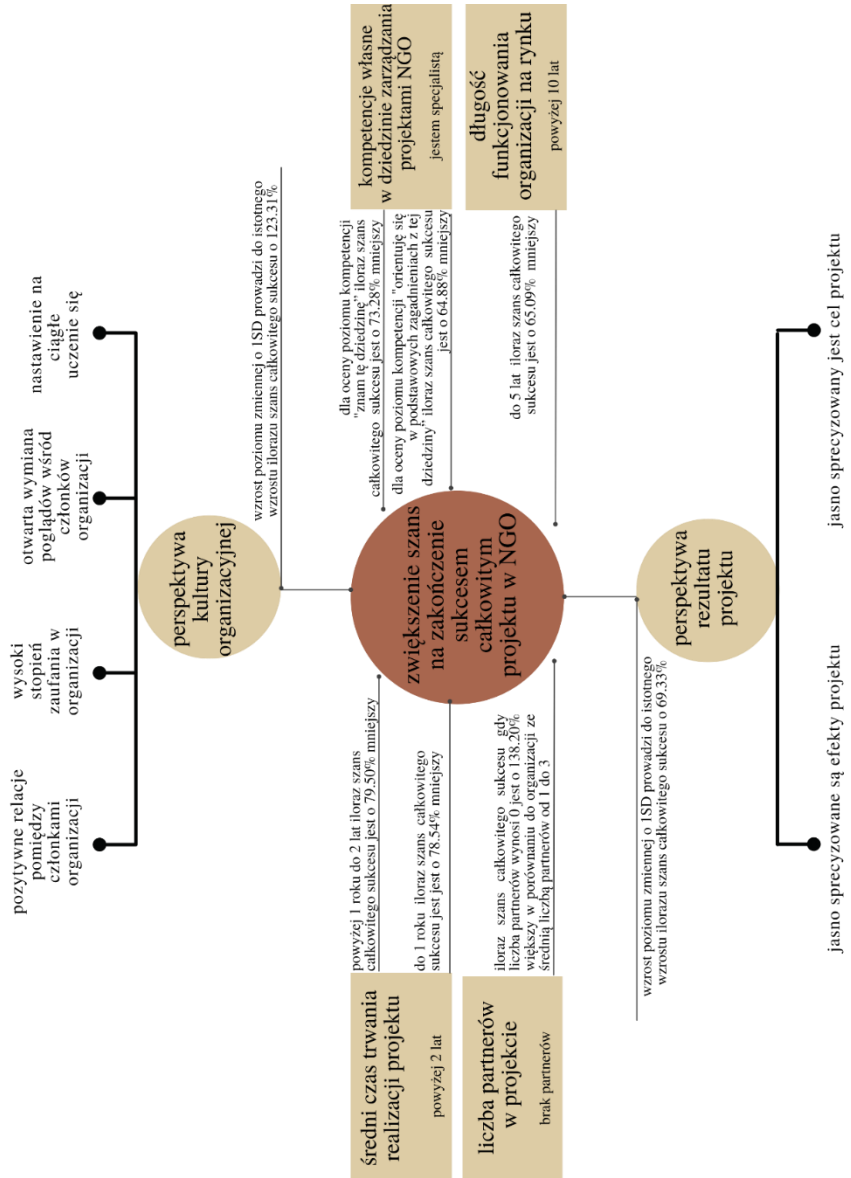 pozytywne relacje
pomiędzy
członkami
organizacji
wysoki
stopień
zaufania w
organizacji
otwarta wymiana
poglądów wśród
członków
organizacji
nastawienie na
ciągłe
uczenie się
perspektywa
kultury
organizacyjnej
wzrost poziomu zmiennej o 1SD prowadzi do istotnego
wzrostu ilorazu szans całkowitego sukcesu o 123.31%
średni czas trwania
realizacji projektu
powyżej 2 lat
powyżej 1 roku do 2 lat iloraz szans
całkowitego sukcesu jest o 79.50% mniejszy
do 1 roku iloraz szans całkowitego
sukcesu jest jest o 78.54% mniejszy
liczba partnerów
w projekcie
brak partnerów
iloraz szans całkowitego sukcesu gdy
liczba partnerów wynosi 0 jest o 138.20%
większy w porównaniu do organizacji ze
średnią liczbą partnerów od 1 do 3
zwiększenie szans
na zakończenie
sukcesem
całkowitym
projektu w NGO
dla oceny poziomu kompetencji
"znam tę dziedzinę" iloraz szans
całkowitego sukcesu jest o 73.28% mniejszy
dla oceny poziomu kompetencji "orientuję się
w podstawowych zagadnieniach z tej
dziedziny" iloraz szans całkowitego sukcesu
jest o 64.88% mniejszy
kompetencje własne
w dziedzinie zarządzania
projektami NGO
jestem specjalistą
do 5 lat iloraz szans całkowitego
sukcesu jest o 65.09% mniejszy
długość
funkcjonowania
organizacji na rynku
powyżej 10 lat
wzrost poziomu zmiennej o 1SD prowadzi do istotnego
wzrostu ilorazu szans całkowitego sukcesu o 69.33%
perspektywa
rezultatu
projektu
jasno sprecyzowane są efekty projektu
jasno sprecyzowany jest cel projektu